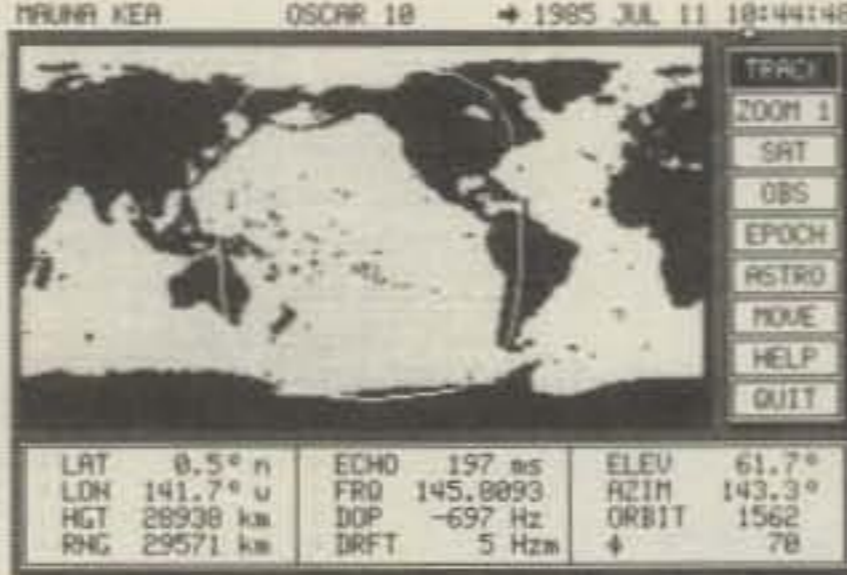 MAUNA KEA OSCAR 10 → 1985 JUL 11 10:44:48
TRACK
ZOOM 1
SAT
OBS
EPOCH
ASTRO
MOVE
HELP
QUIT
LAT 0.5° n
LON 141.7° w
HGT 28938 km
RNG 29571 km
ECHO 197 ms
FRQ 145.8093
DOP -697 Hz
DRFT 5 Hzm
ELEV 61.7°
AZIM 143.3°
ORBIT 1562
ϕ 70